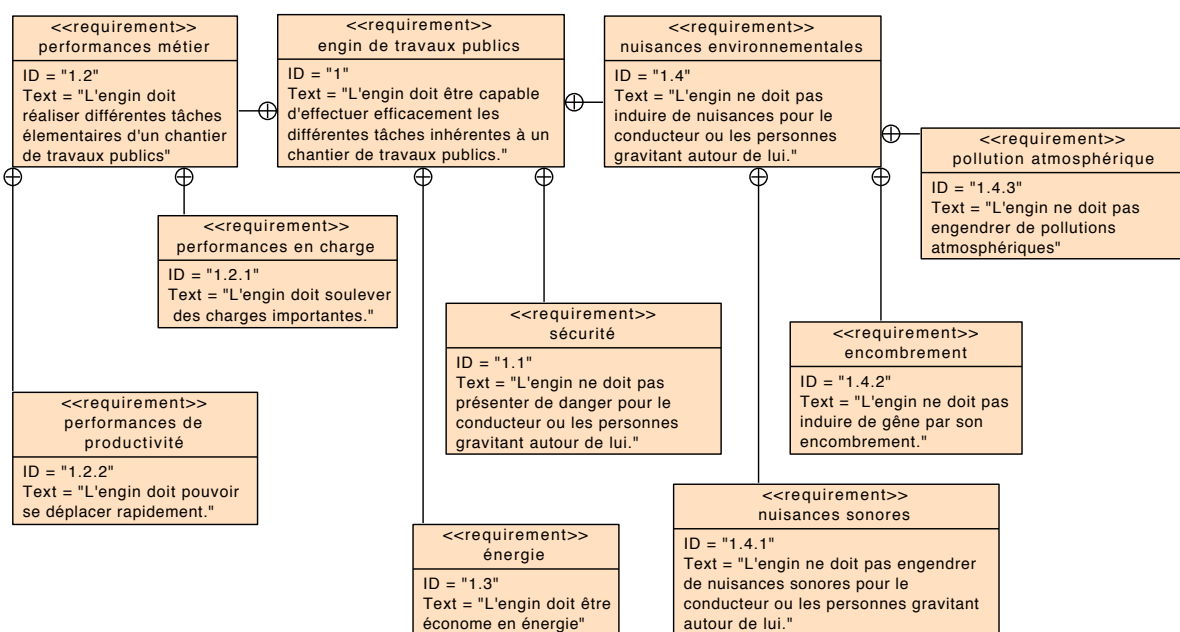 <<requirement>>
performances métier
ID = "1.2"
Text = "L'engin doit
réaliser différentes tâches
élementaires d'un chantier
de travaux publics"
<<requirement>>
engin de travaux publics
ID = "1"
Text = "L'engin doit être capable
d'effectuer efficacement les
différentes tâches inhérentes à un
chantier de travaux publics."
<<requirement>>
nuisances environnementales
ID = "1.4"
Text = "L'engin ne doit pas
induire de nuisances pour le
conducteur ou les personnes
gravitant autour de lui."
<<requirement>>
pollution atmosphérique
ID = "1.4.3"
Text = "L'engin ne doit pas
engendrer de pollutions
atmosphériques"
<<requirement>>
performances en charge
ID = "1.2.1"
Text = "L'engin doit soulever
des charges importantes."
<<requirement>>
sécurité
ID = "1.1"
Text = "L'engin ne doit pas
présenter de danger pour le
conducteur ou les personnes
gravitant autour de lui."
<<requirement>>
encombrement
ID = "1.4.2"
Text = "L'engin ne doit pas
induire de gêne par son
encombrement."
<<requirement>>
performances de
productivité
ID = "1.2.2"
Text = "L'engin doit pouvoir
se déplacer rapidement."
<<requirement>>
nuisances sonores
ID = "1.4.1"
Text = "L'engin ne doit pas engendrer
de nuisances sonores pour le
conducteur ou les personnes gravitant
autour de lui."
<<requirement>>
énergie
ID = "1.3"
Text = "L'engin doit être
économe en énergie"